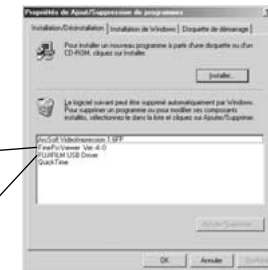 Propriétés de Ajout/Suppression de programmes
Installation/Désinstallation
Installation de Windows
Disquette de démarrage
Pour installer un nouveau programme à partir d'une disquette ou d'un
CD-ROM, cliquez sur Installer.
Installer...
Le logiciel suivant peut être supprimé automatiquement par Windows.
Pour supprimer un programme ou pour modifier ses composants
installés, sélectionnez-le dans la liste et cliquez sur Ajouter/Supprimer.
ArcSoft VideoImpression 1.6FP
FinePixViewer Ver.4.0
FUJIFILM USB Driver
QuickTime
Ajouter/Supprimer...
OK
Annuler